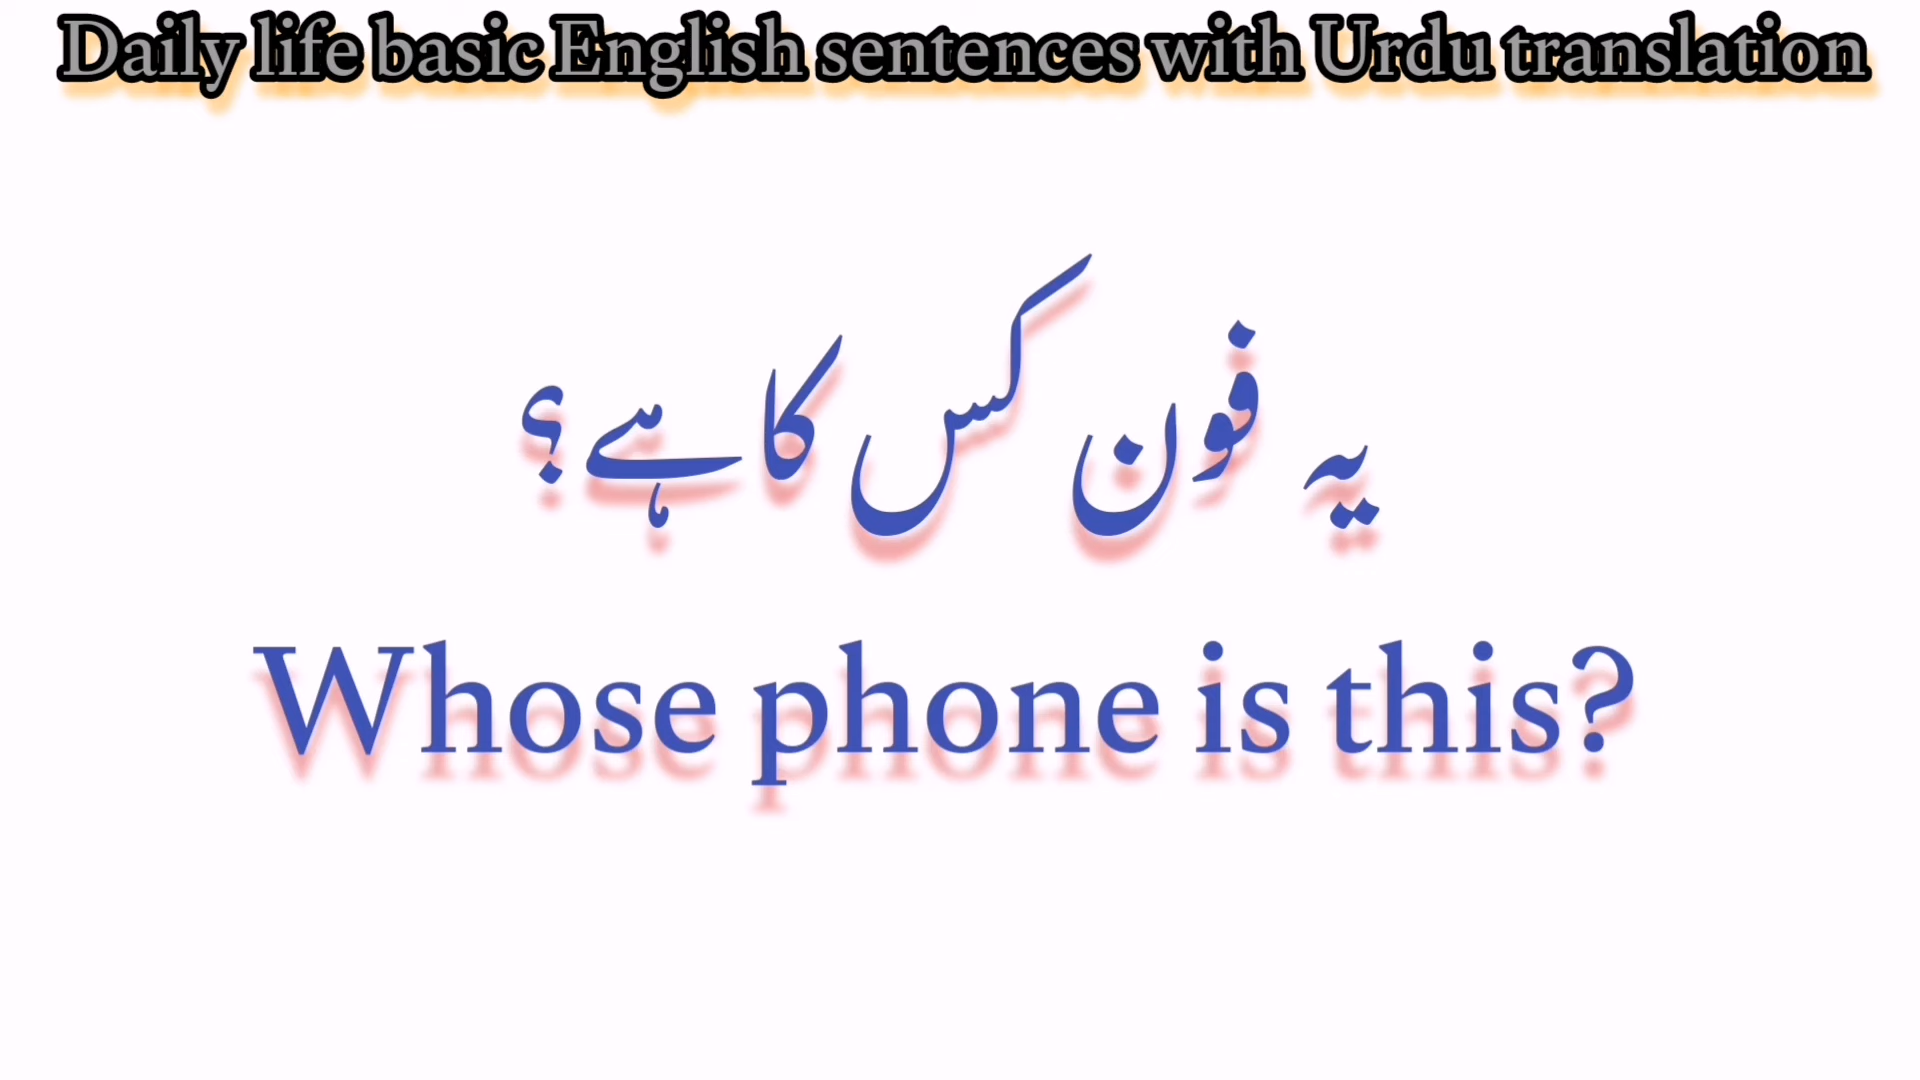 Daily life basic English sentences with Urdu translation
یہ فون کس کا ہے؟
Whose phone is this?